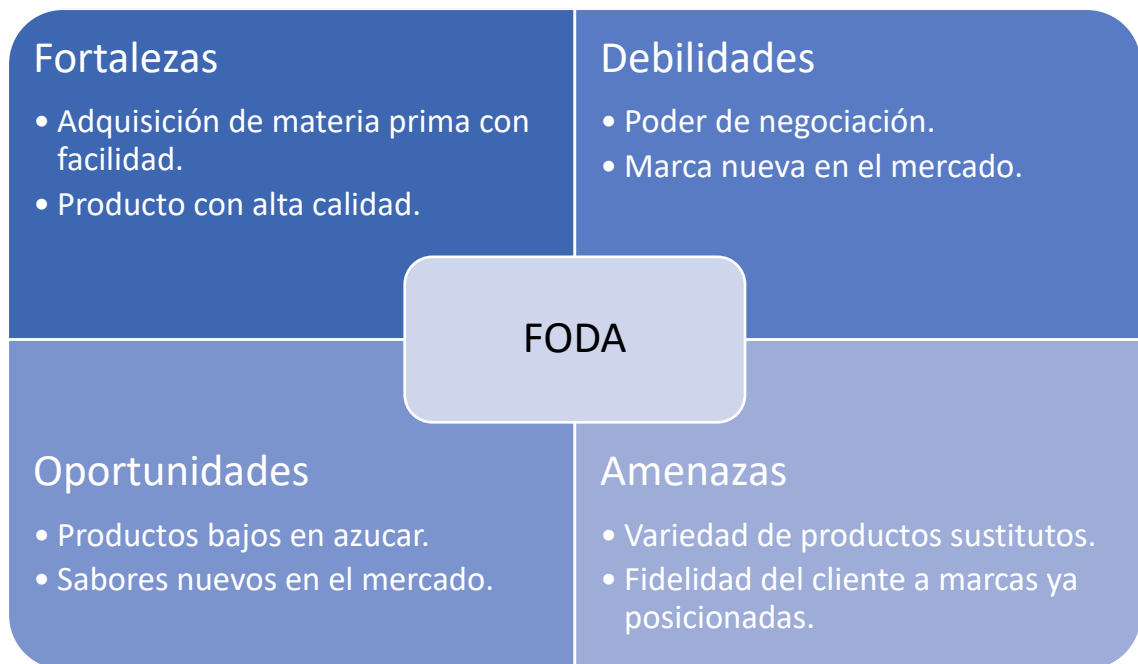 Fortalezas
• Adquisición de materia prima con
facilidad.
• Producto con alta calidad.
Debilidades
• Poder de negociación.
• Marca nueva en el mercado.
FODA
Oportunidades
• Productos bajos en azucar.
• Sabores nuevos en el mercado.
Amenazas
• Variedad de productos sustitutos.
• Fidelidad del cliente a marcas ya
posicionadas.